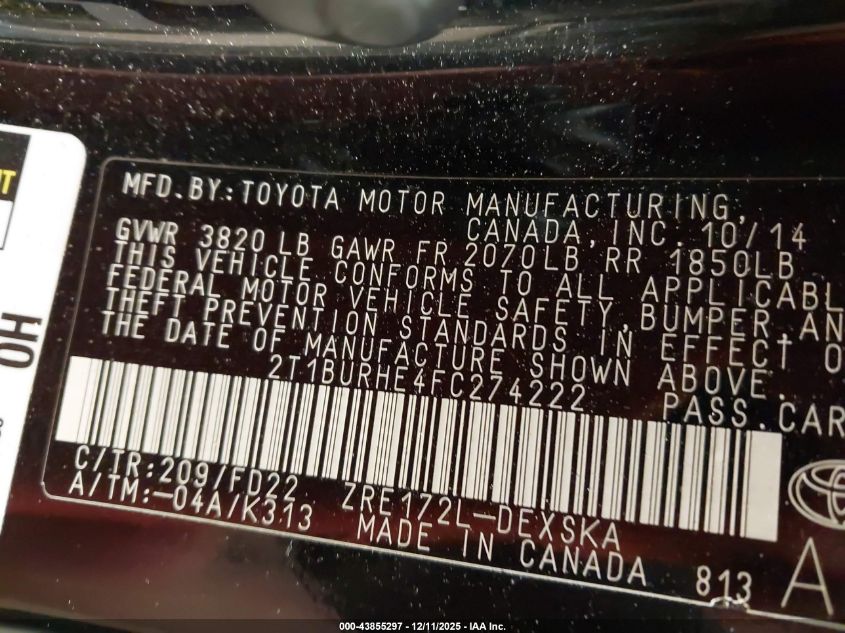 MFD.BY:TOYOTA MOTOR MANUFACTURING,
CANADA, INC. 10/14
GVWR 3820 LB GAWR FR 2070LB RR 1850LB
THIS VEHICLE CONFORMS TO ALL APPLICABL
FEDERAL MOTOR VEHICLE SAFETY, BUMPER AN
THEFT PREVENTION STANDARDS IN EFFECT O
THE DATE OF MANUFACTURE SHOWN ABOVE.
2T1BURHE4FC274222 PASS.CAR
C/TR:209/FD22 ZRE172L-DEXSKA
A/TM:-04A/K313 MADE IN CANADA
813 A
HO
000-43855297 - 12/11/2025 - IAA Inc.